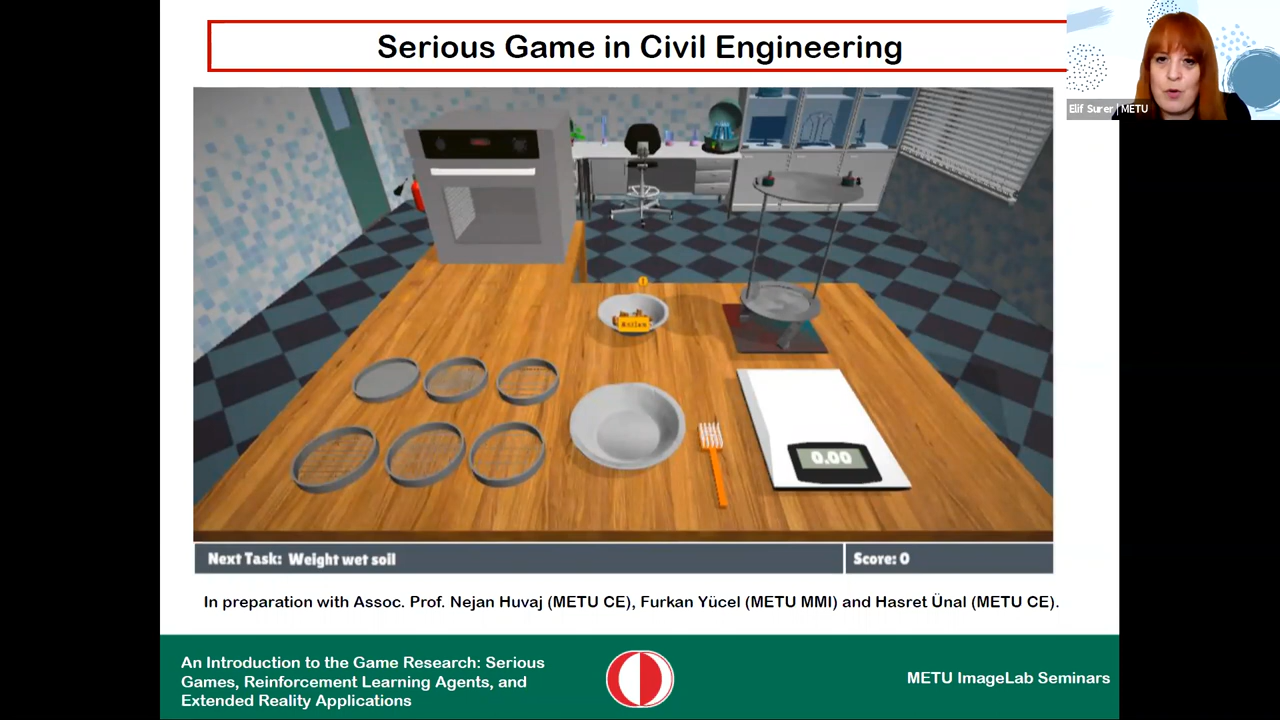 Serious Game in Civil Engineering
Elif Surer | METU
0.00
Next Task: Weight wet soil
Score: 0
In preparation with Assoc. Prof. Nejan Huvaj (METU CE), Furkan Yücel (METU MMI) and Hasret Ünal (METU CE).
An Introduction to the Game Research: Serious
Games, Reinforcement Learning Agents, and
Extended Reality Applications
METU ImageLab Seminars